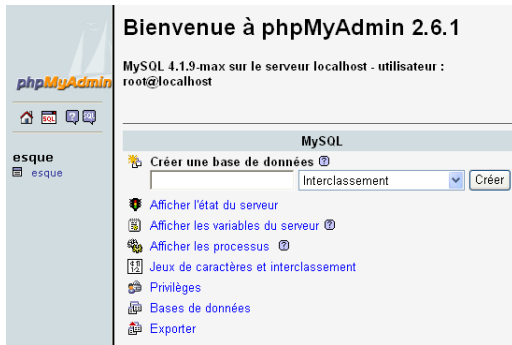 phpMyAdmin
esque
esque
Bienvenue à phpMyAdmin 2.6.1
MySQL 4.1.9-max sur le serveur localhost - utilisateur :
root@localhost
MySQL
Créer une base de données
Interclassement
Créer
Afficher l'état du serveur
Afficher les variables du serveur
Afficher les processus
Jeux de caractères et interclassement
Privilèges
Bases de données
Exporter